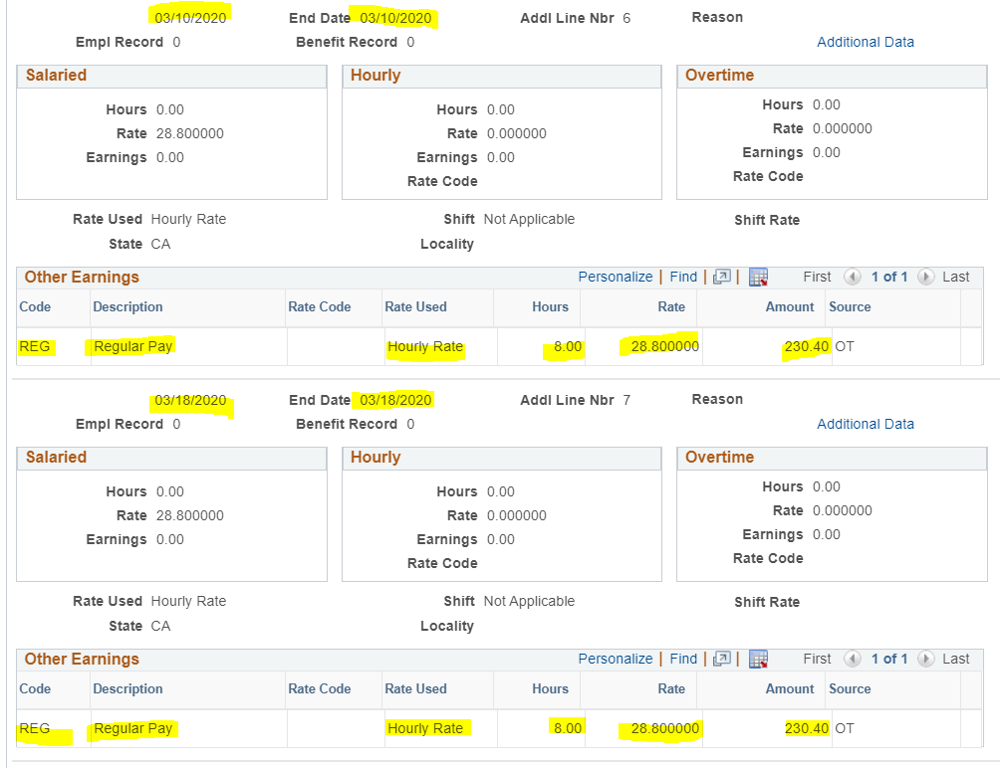 03/10/2020 End Date 03/10/2020 Addl Line Nbr 6 Reason
Empl Record 0 Benefit Record 0 Additional Data
Salaried Hourly Overtime
Hours 0.00 Hours 0.00 Hours 0.00
Rate 28.800000 Rate 0.000000 Rate 0.000000
Earnings 0.00 Earnings 0.00 Earnings 0.00
Rate Code Rate Code
Rate Used Hourly Rate Shift Not Applicable Shift Rate
State CA Locality
Other Earnings Personalize | Find | | First 1 of 1 Last
Code Description Rate Code Rate Used Hours Rate Amount Source
REG Regular Pay Hourly Rate 8.00 28.800000 230.40 OT
03/18/2020 End Date 03/18/2020 Addl Line Nbr 7 Reason
Empl Record 0 Benefit Record 0 Additional Data
Salaried Hourly Overtime
Hours 0.00 Hours 0.00 Hours 0.00
Rate 28.800000 Rate 0.000000 Rate 0.000000
Earnings 0.00 Earnings 0.00 Earnings 0.00
Rate Code Rate Code
Rate Used Hourly Rate Shift Not Applicable Shift Rate
State CA Locality
Other Earnings Personalize | Find | | First 1 of 1 Last
Code Description Rate Code Rate Used Hours Rate Amount Source
REG Regular Pay Hourly Rate 8.00 28.800000 230.40 OT